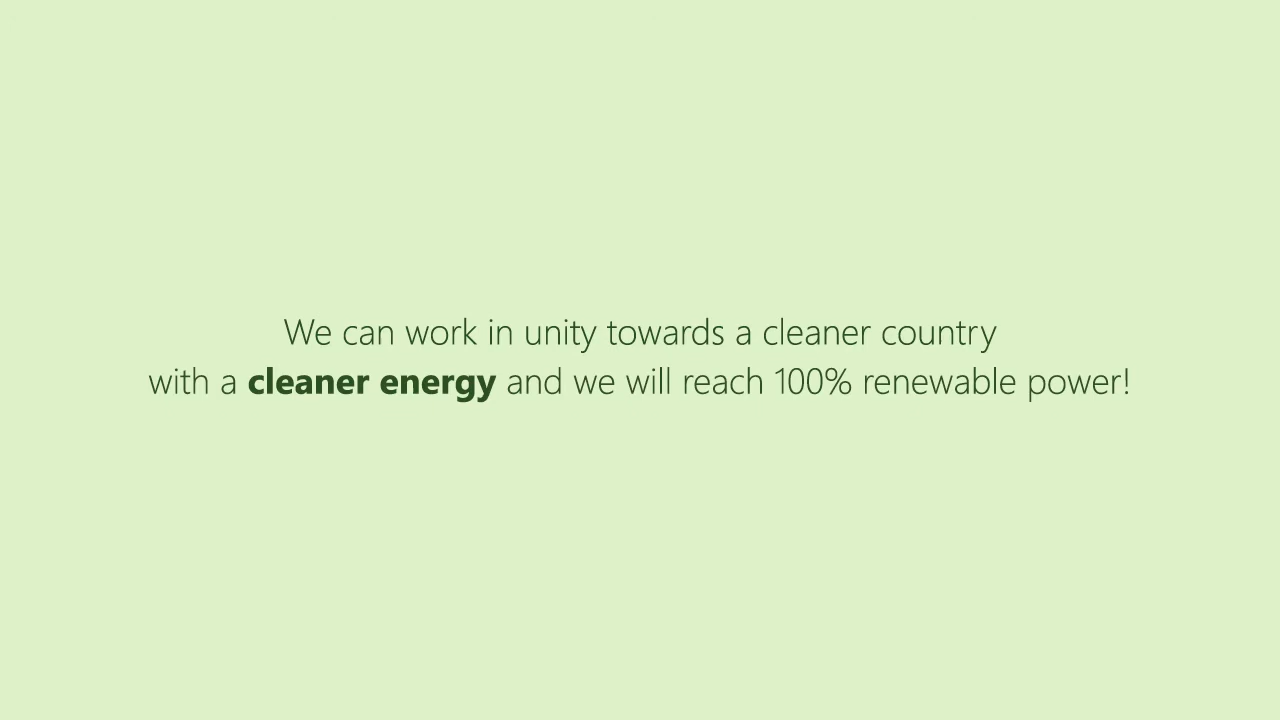 We can work in unity towards a cleaner country
with a cleaner energy and we will reach 100% renewable power!